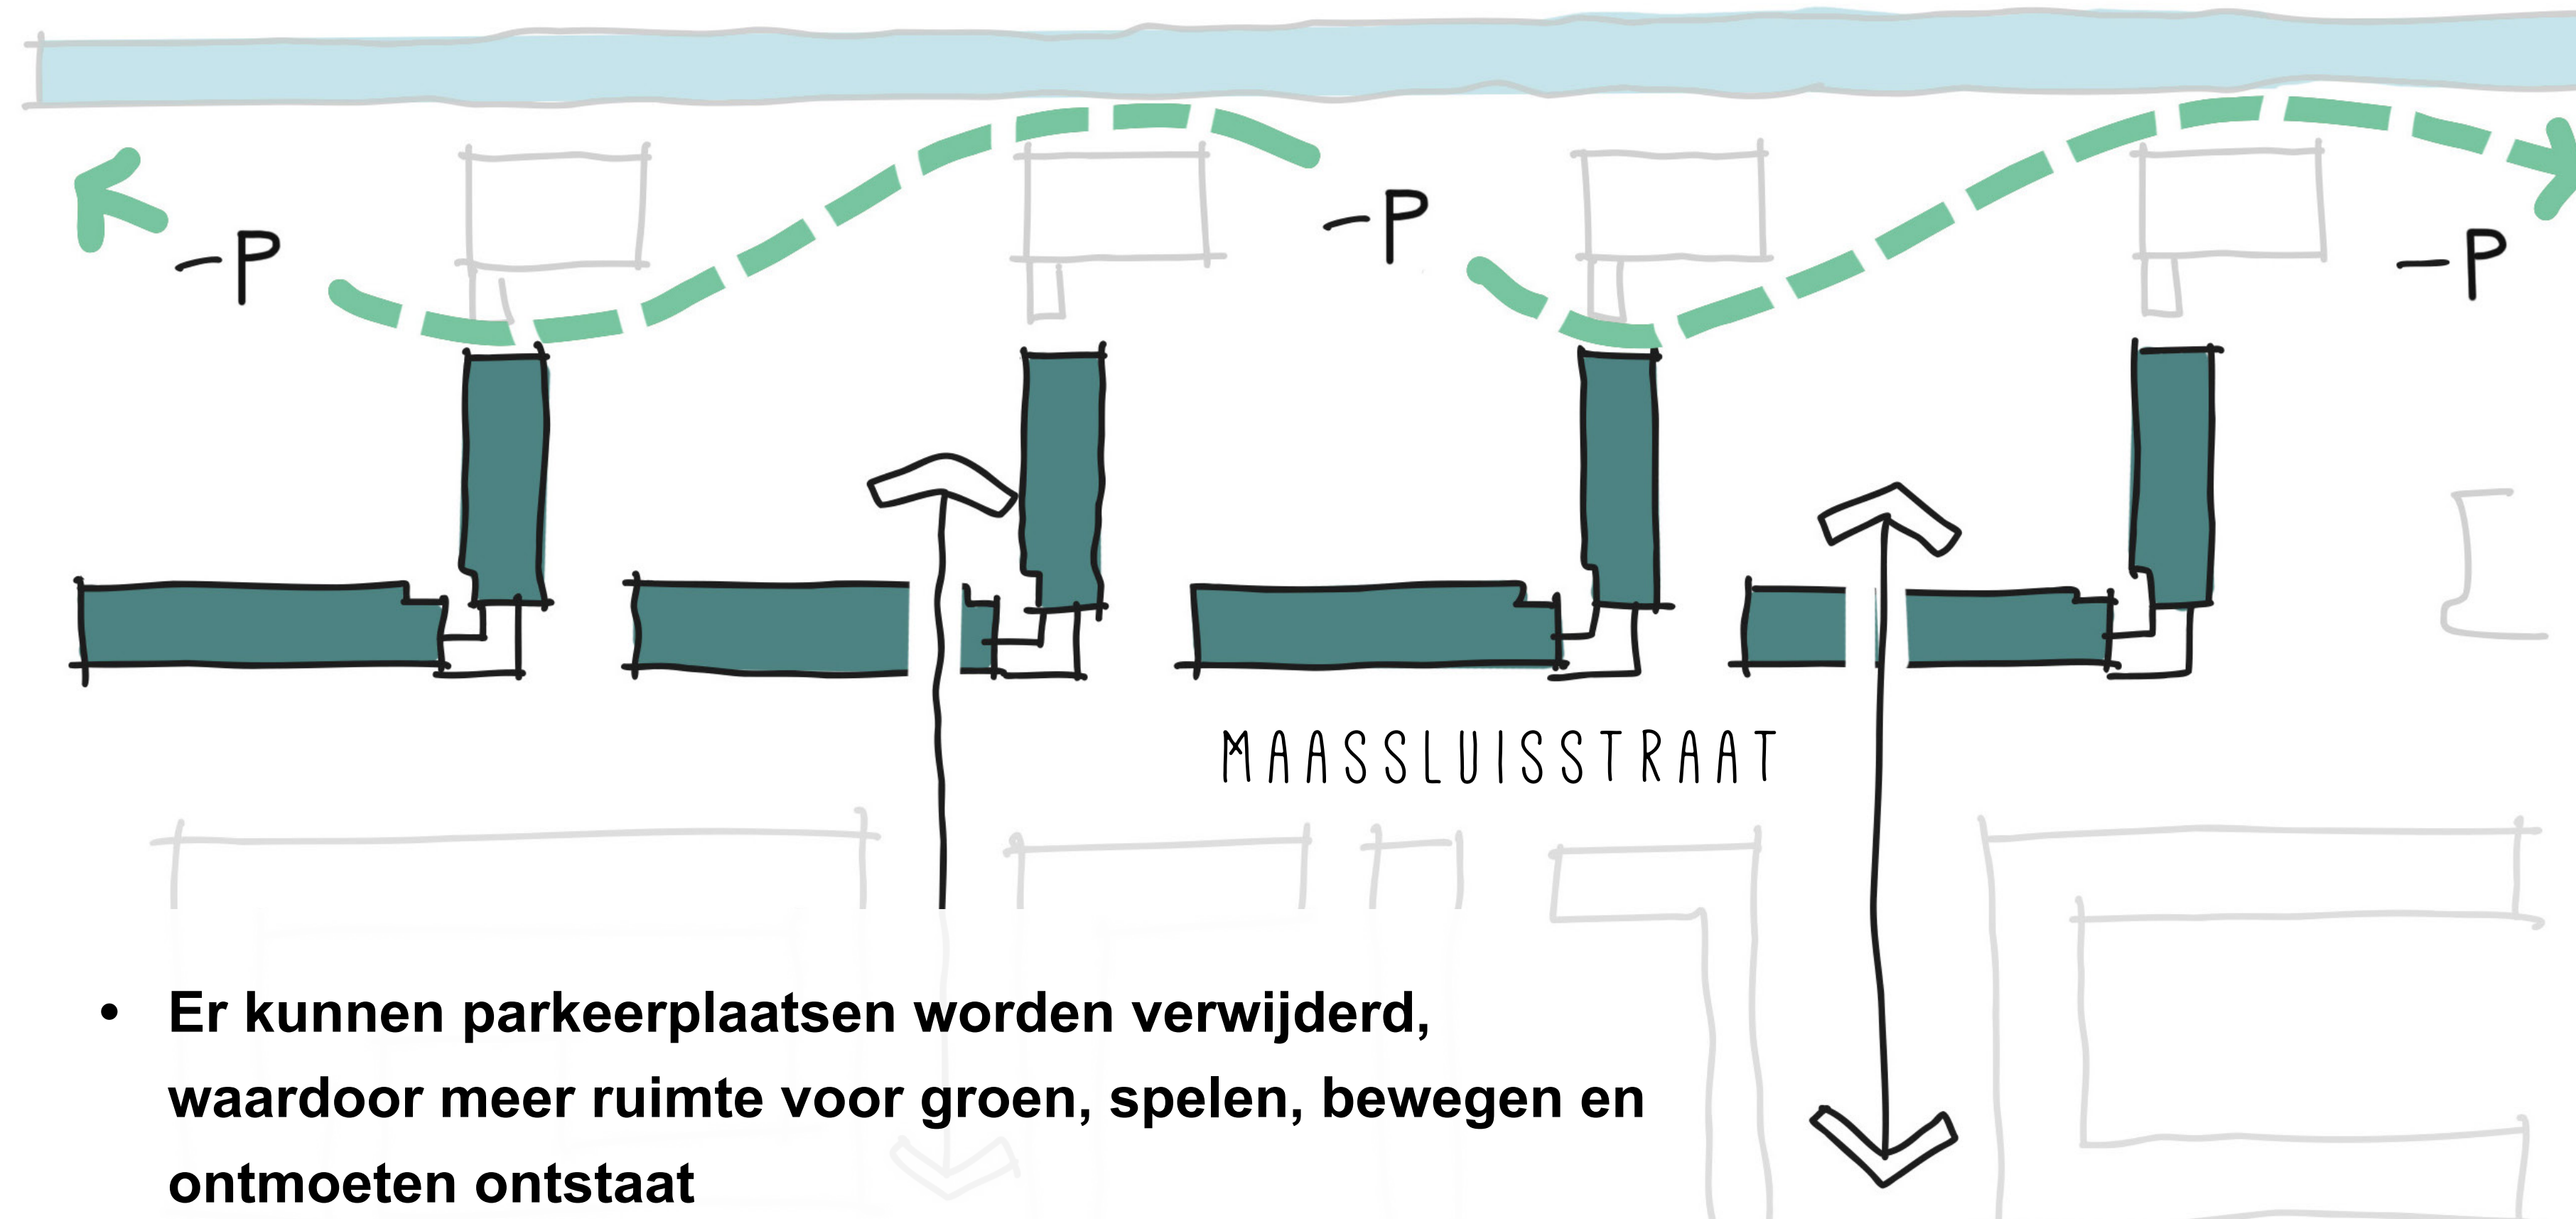 -P
-P
-P
MAASSLUISSTRAAT
• Er kunnen parkeerplaatsen worden verwijderd,
waardoor meer ruimte voor groen, spelen, bewegen en
ontmoeten ontstaat